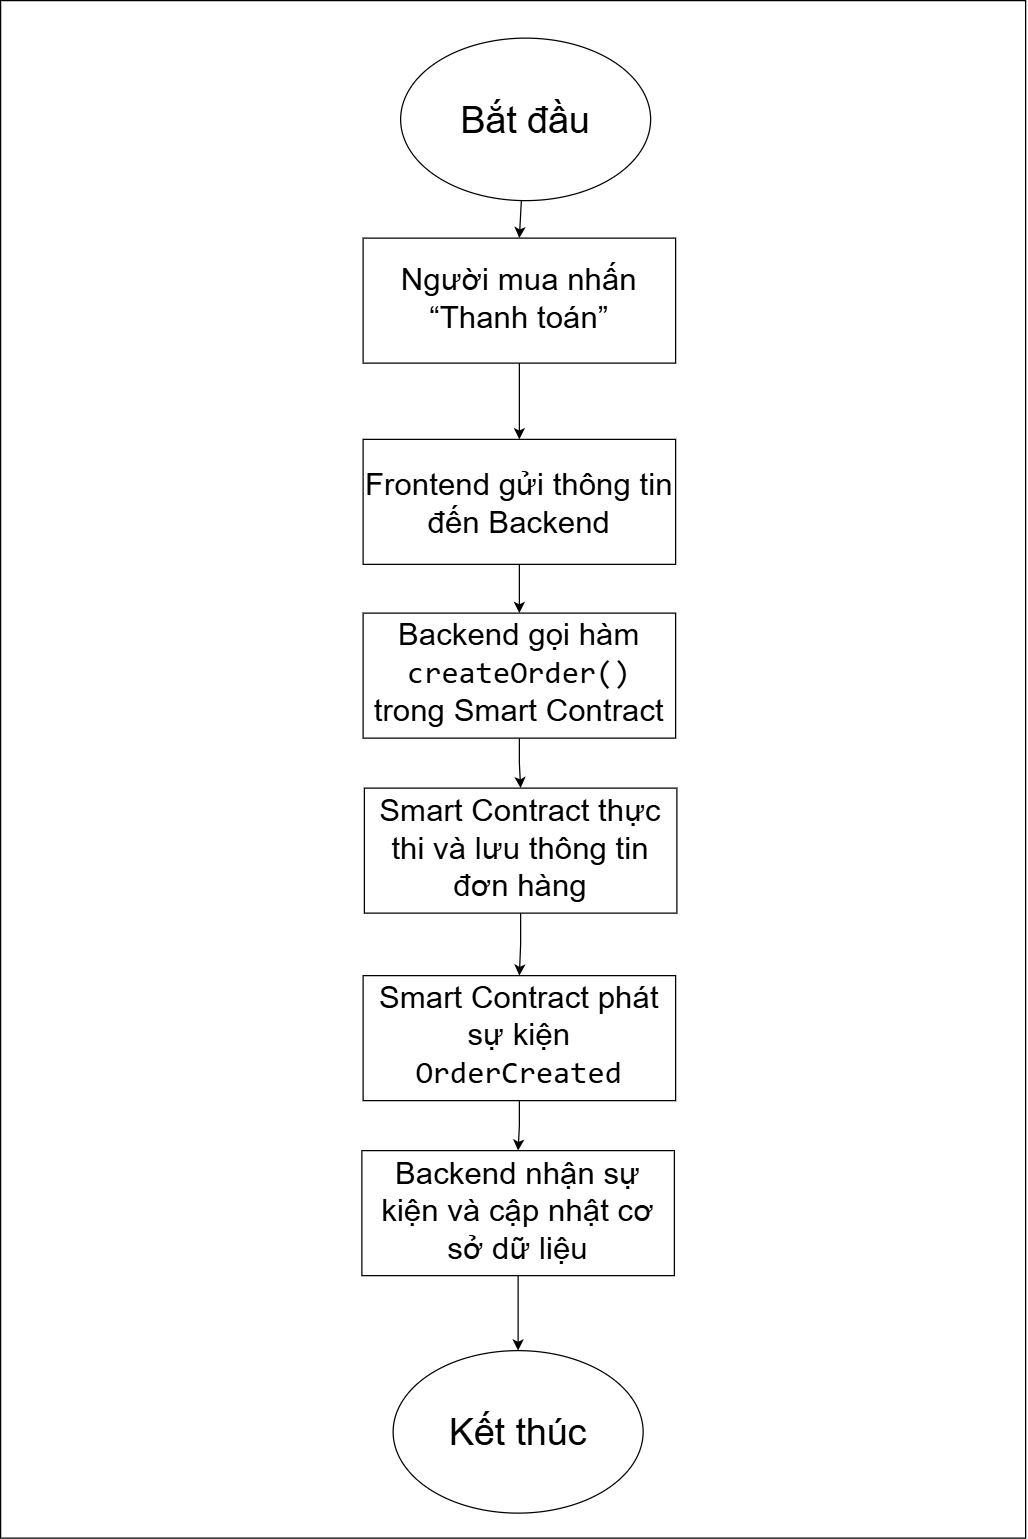 Bắt đầu
Người mua nhấn
“Thanh toán”
Frontend gửi thông tin
đến Backend
Backend gọi hàm
createOrder()
trong Smart Contract
Smart Contract thực
thi và lưu thông tin
đơn hàng
Smart Contract phát
sự kiện
OrderCreated
Backend nhận sự
kiện và cập nhật cơ
sở dữ liệu
Kết thúc